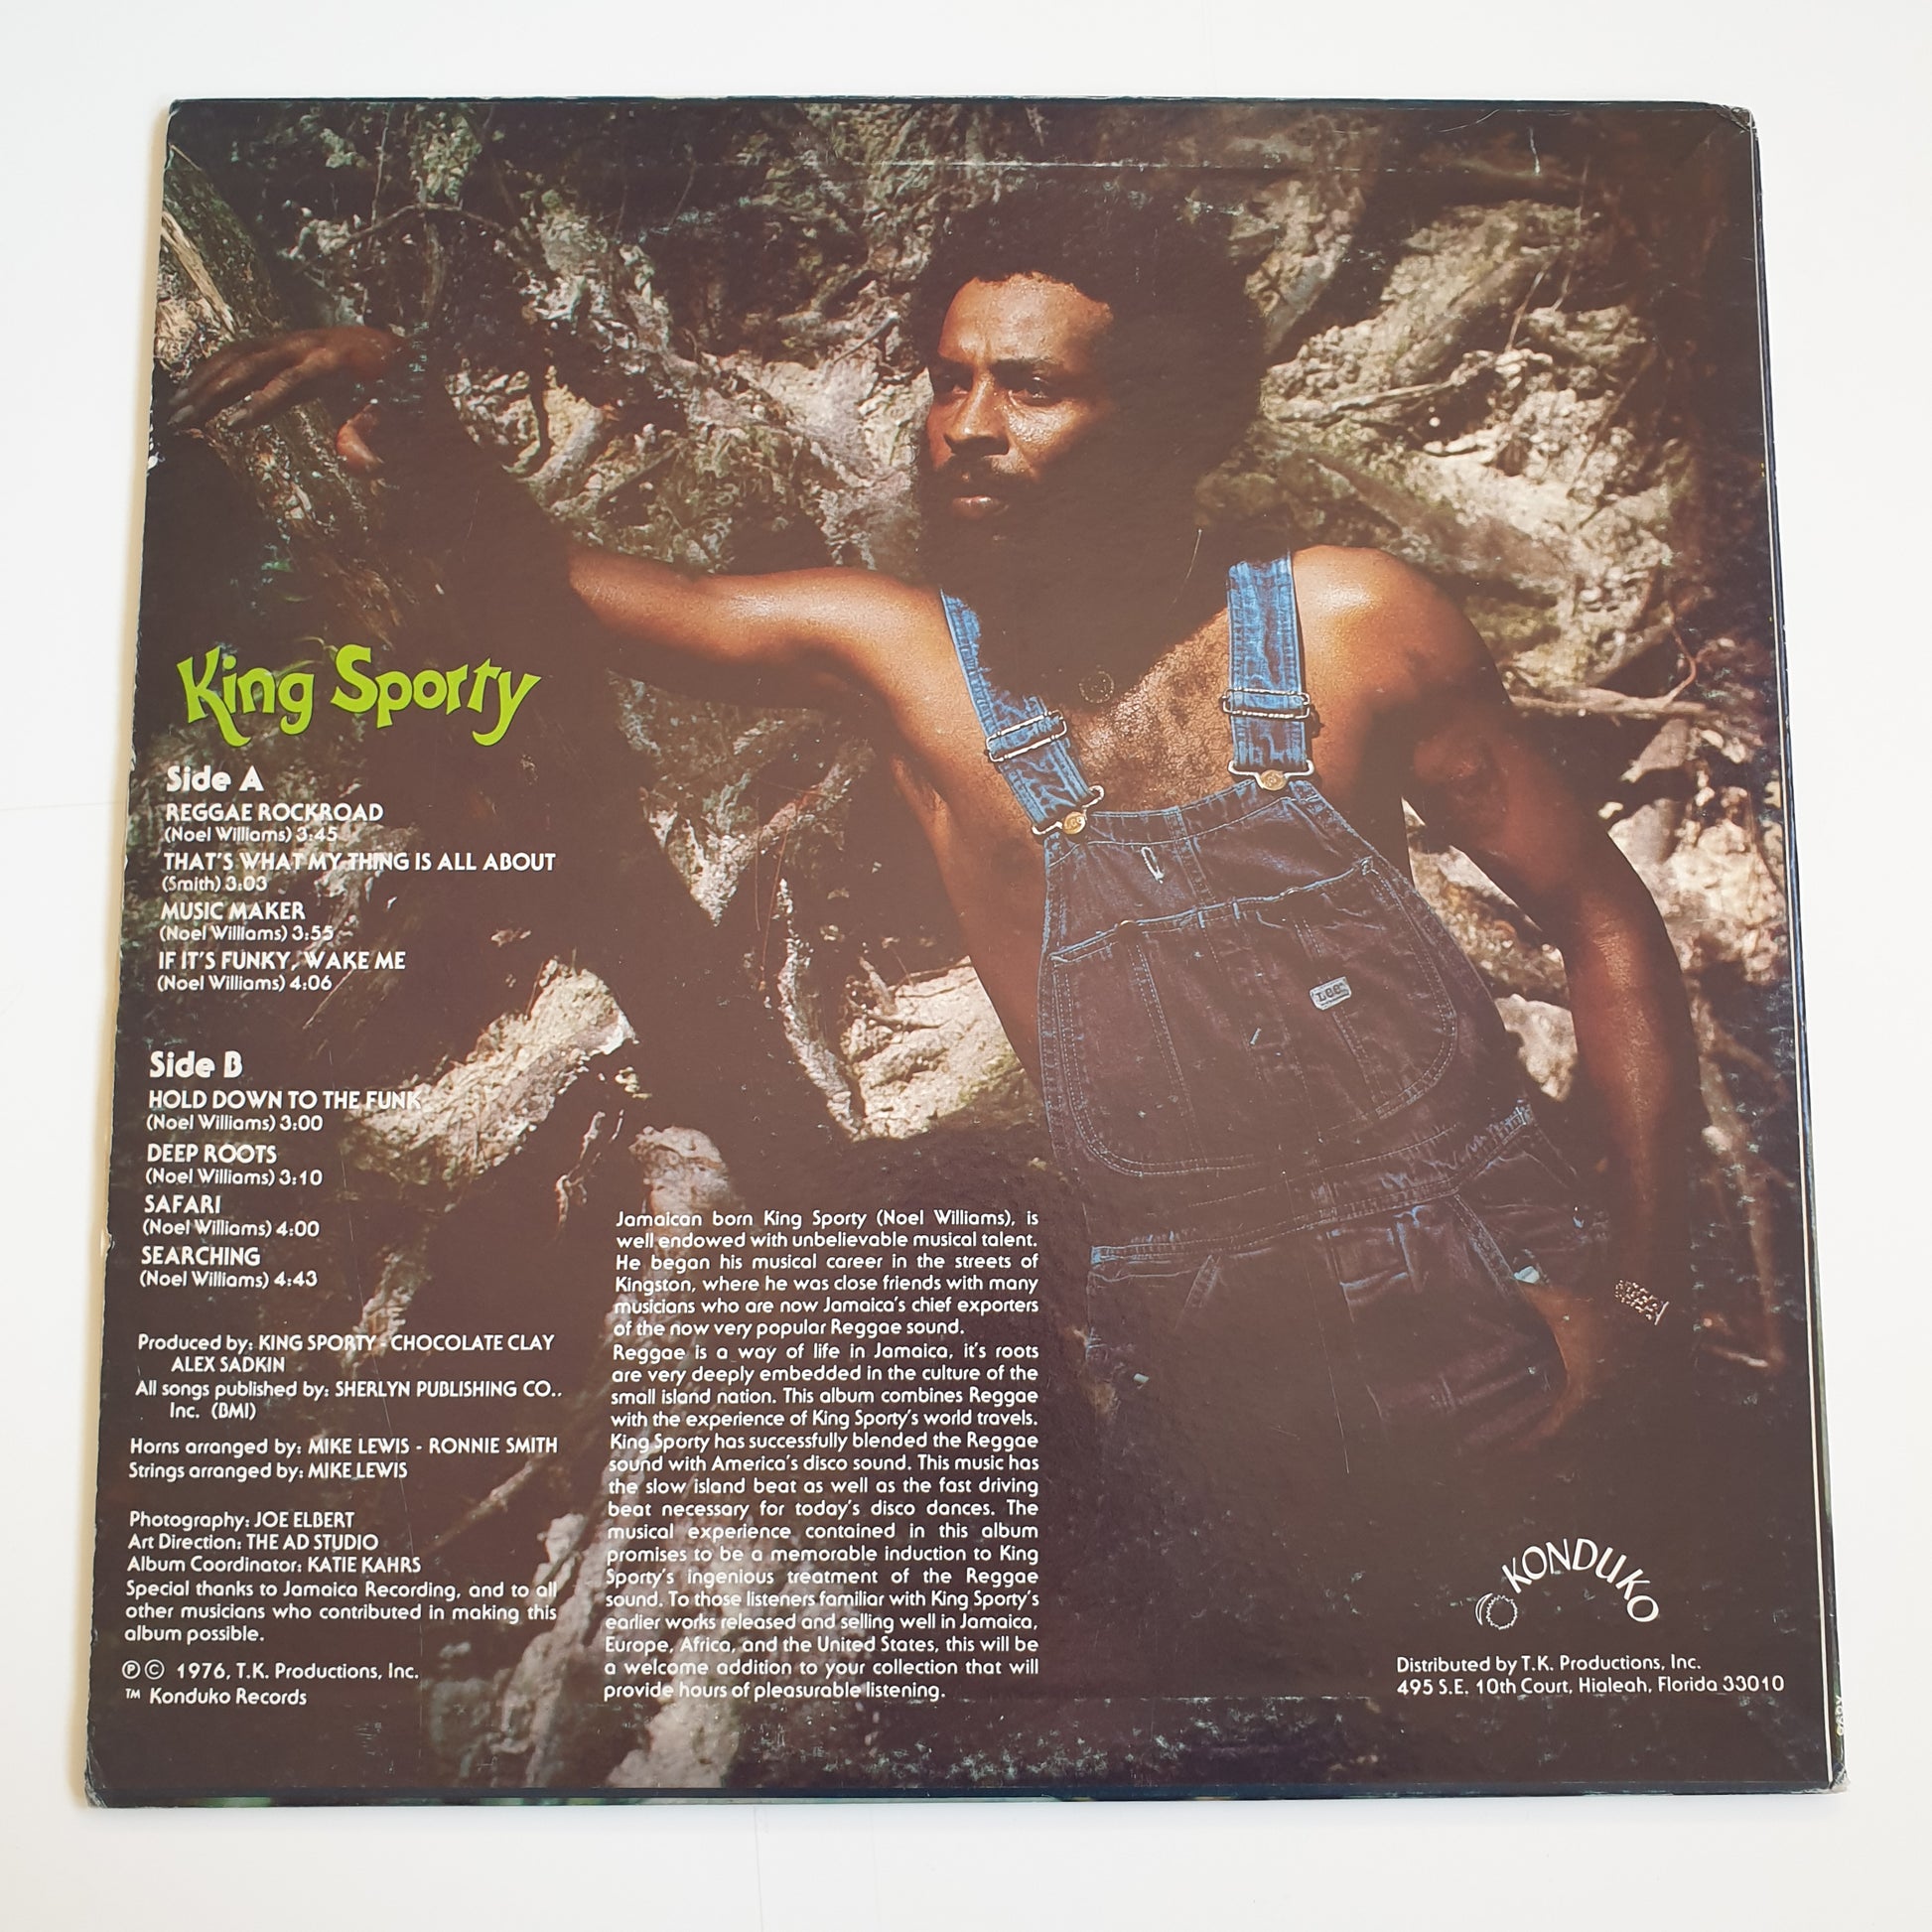 King Sporty
Side A
REGGAE ROCKROAD
(Noel Williams) 3:45
THAT'S WHAT MY THING IS ALL ABOUT
(Smith) 3:03
MUSIC MAKER
(Noel Williams) 3:55
IF IT'S FUNKY, WAKE ME
(Noel Williams) 4:06
Side B
HOLD DOWN TO THE FUNK
(Noel Williams) 3:00
DEEP ROOTS
(Noel Williams) 3:10
SAFARI
(Noel Williams) 4:00
SEARCHING
(Noel Williams) 4:43
Produced by: KING SPORTY - CHOCOLATE CLAY
ALEX SADKIN
All songs published by: SHERLYN PUBLISHING CO..
Inc. (BMI)
Horns arranged by: MIKE LEWIS - RONNIE SMITH
Strings arranged by: MIKE LEWIS
Photography: JOE ELBERT
Art Direction: THE AD STUDIO
Album Coordinator: KATIE KAHRS
Special thanks to Jamaica Recording, and to all
other musicians who contributed in making this
album possible.
℗ © 1976, T.K. Productions, Inc.
™ Konduko Records
Jamaican born King Sporty (Noel Williams), is
well endowed with unbelievable musical talent.
He began his musical career in the streets of
Kingston, where he was close friends with many
musicians who are now Jamaica's chief exporters
of the now very popular Reggae sound.
Reggae is a way of life in Jamaica, it's roots
are very deeply embedded in the culture of the
small island nation. This album combines Reggae
with the experience of King Sporty's world travels.
King Sporty has successfully blended the Reggae
sound with America's disco sound. This music has
the slow island beat as well as the fast driving
beat necessary for today's disco dances. The
musical experience contained in this album
promises to be a memorable induction to King
Sporty's ingenious treatment of the Reggae
sound. To those listeners familiar with King Sporty's
earlier works released and selling well in Jamaica,
Europe, Africa, and the United States, this will be
a welcome addition to your collection that will
provide hours of pleasurable listening.
Lee
KONDUKO
Distributed by T.K. Productions, Inc.
495 S.E. 10th Court, Hialeah, Florida 33010